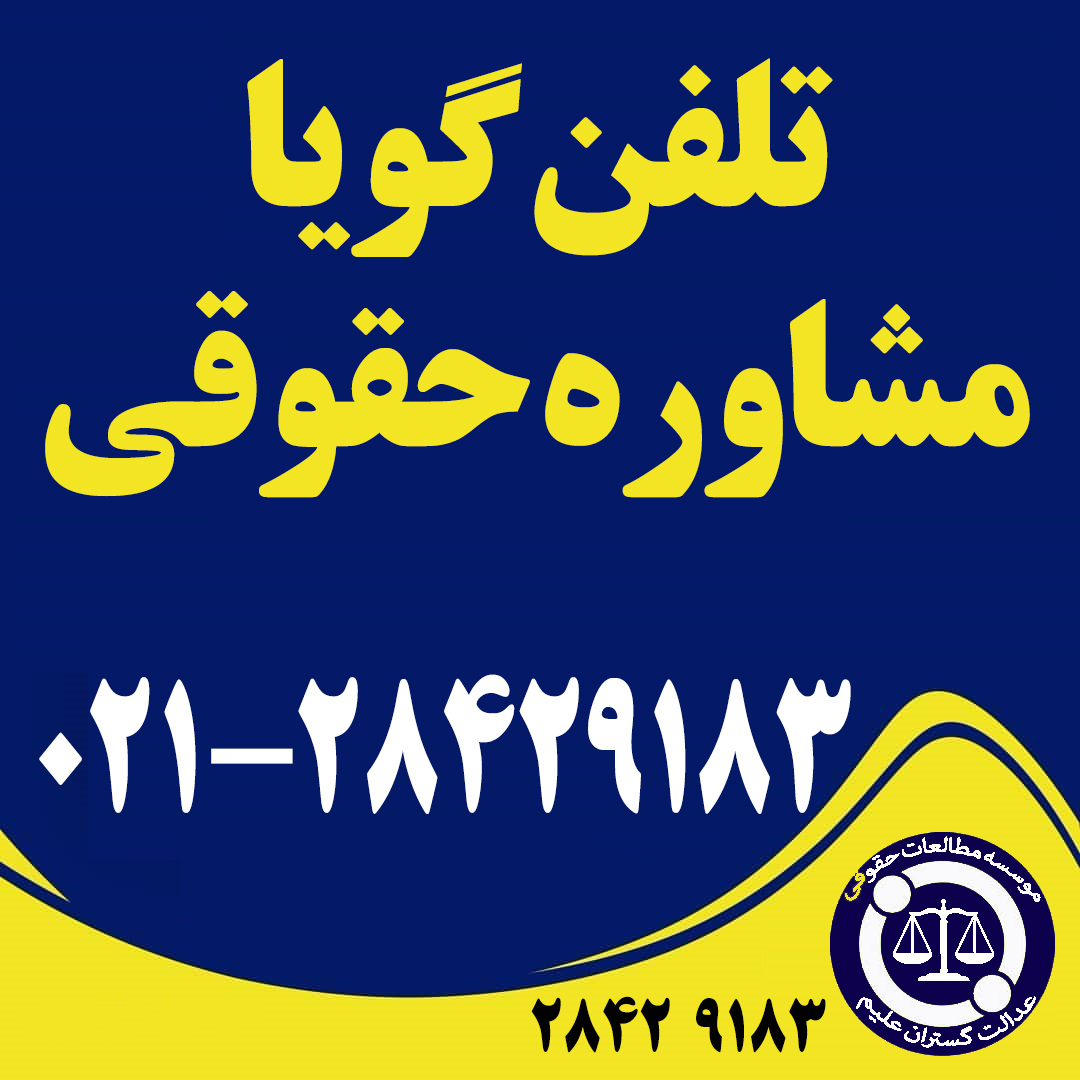 تلفن گویا
مشاوره حقوقی
۰۲۱-۲۸۴۲۹۱۸۳
موسسه مطالعات حقوقی
عدالت گستران علیم
۲۸۴۲ ۹۱۸۳